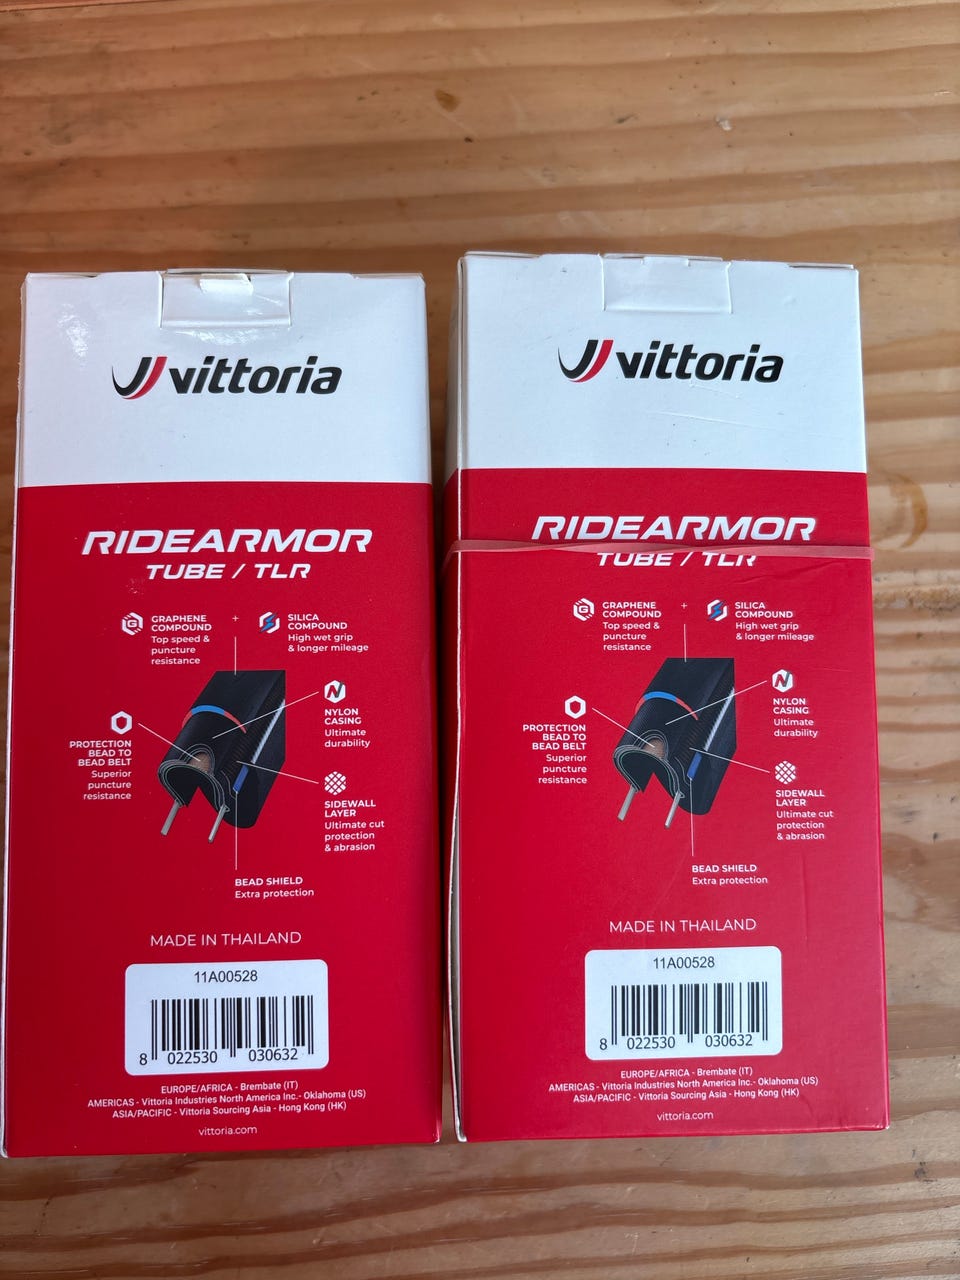 vittoria
RIDEARMOR
TUBE / TLR
GRAPHENE
COMPOUND
Top speed &
puncture
resistance
+
SILICA
COMPOUND
High wet grip
& longer mileage
NYLON
CASING
Ultimate
durability
PROTECTION
BEAD TO
BEAD BELT
Superior
puncture
resistance
SIDEWALL
LAYER
Ultimate cut
protection
& abrasion
BEAD SHIELD
Extra protection
MADE IN THAILAND
11A00528
8 022530 030632
EUROPE/AFRICA - Brembate (IT)
AMERICAS - Vittoria Industries North America Inc.- Oklahoma (US)
ASIA/PACIFIC - Vittoria Sourcing Asia - Hong Kong (HK)
vittoria.com
vittoria
RIDEARMOR
TUBE / TLR
GRAPHENE
COMPOUND
Top speed &
puncture
resistance
+
SILICA
COMPOUND
High wet grip
& longer mileage
NYLON
CASING
Ultimate
durability
PROTECTION
BEAD TO
BEAD BELT
Superior
puncture
resistance
SIDEWALL
LAYER
Ultimate cut
protection
& abrasion
BEAD SHIELD
Extra protection
MADE IN THAILAND
11A00528
8 022530 030632
EUROPE/AFRICA - Brembate (IT)
AMERICAS - Vittoria Industries North America Inc.- Oklahoma (US)
ASIA/PACIFIC - Vittoria Sourcing Asia - Hong Kong (HK)
vittoria.com